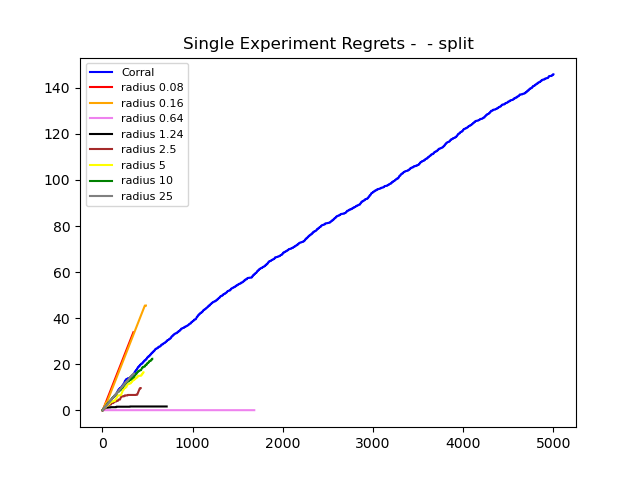 Single Experiment Regrets -  - split
Corral
radius 0.08
radius 0.16
radius 0.64
radius 1.24
radius 2.5
radius 5
radius 10
radius 25
140
120
100
80
60
40
20
0
0 1000 2000 3000 4000 5000